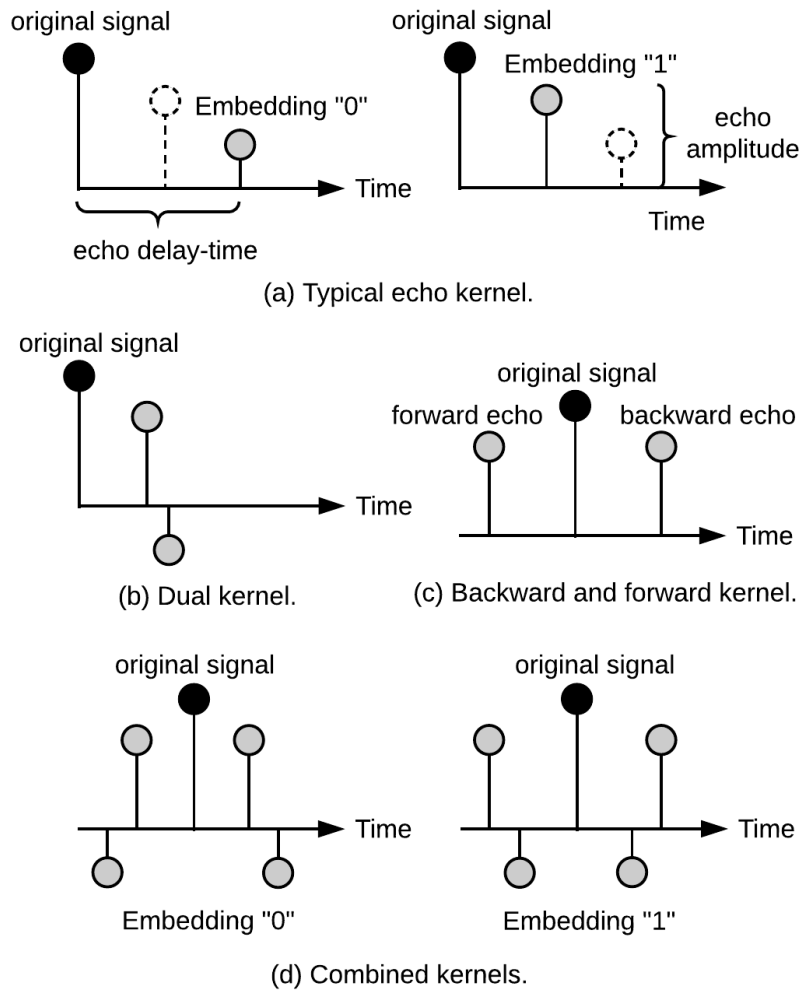 original signal
Embedding "0"
Time
echo delay-time
original signal
Embedding "1"
echo
amplitude
Time
(a) Typical echo kernel.
original signal
Time
(b) Dual kernel.
original signal
forward echo
backward echo
Time
(c) Backward and forward kernel.
original signal
Time
Embedding "0"
original signal
Time
Embedding "1"
(d) Combined kernels.